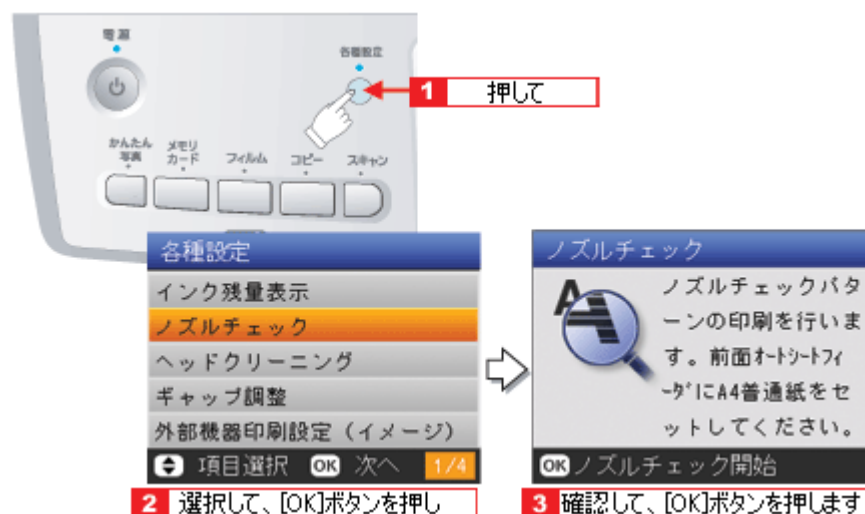 電源
各種設定
1 押して
かんたん
写真
メモリ
カード
フィルム
コピー
スキャン
各種設定
インク残量表示
ノズルチェック
ヘッドクリーニング
ギャップ調整
外部機器印刷設定（イメージ）
項目選択 OK 次へ 1/4
2 選択して、[OK]ボタンを押し
ノズルチェック
ノズルチェックパタ
ーンの印刷を行いま
す。前面ｵｰﾄｼｰﾄﾌｨ
ｰﾀﾞにA4普通紙をセ
ットしてください。
OK ノズルチェック開始
3 確認して、[OK]ボタンを押します